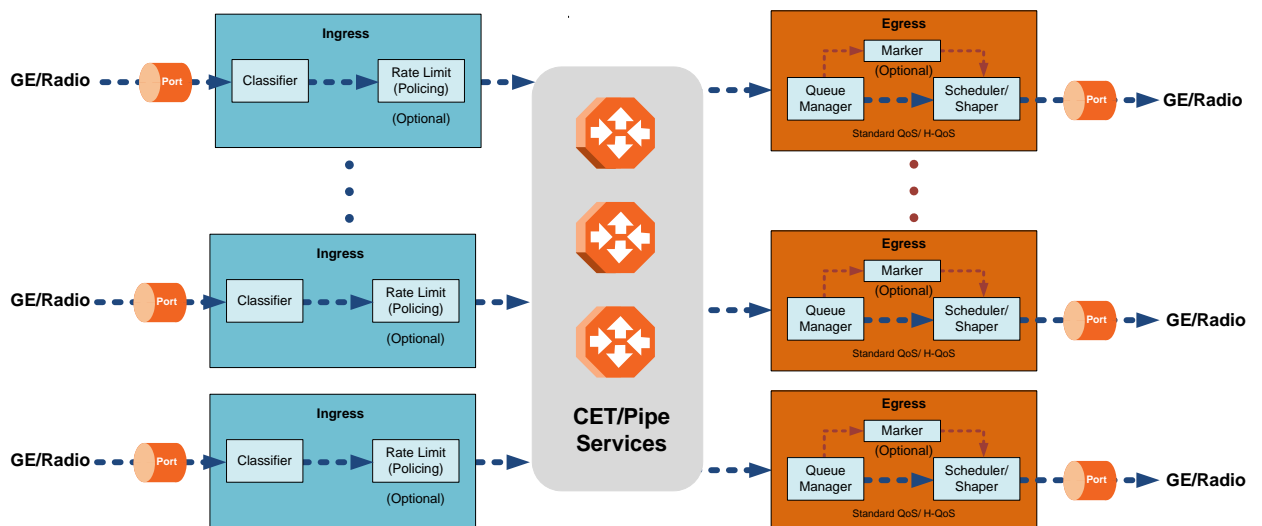 Ingress
GE/Radio
Port
Classifier
Rate Limit
(Policing)
(Optional)
Egress
Marker
(Optional)
Queue
Manager
Scheduler/
Shaper
Standard QoS/ H-QoS
Port
GE/Radio
Ingress
GE/Radio
Port
Classifier
Rate Limit
(Policing)
(Optional)
Egress
Marker
(Optional)
Queue
Manager
Scheduler/
Shaper
Standard QoS/ H-QoS
Port
GE/Radio
CET/Pipe
Services
Ingress
GE/Radio
Port
Classifier
Rate Limit
(Policing)
(Optional)
Egress
Marker
(Optional)
Queue
Manager
Scheduler/
Shaper
Standard QoS/ H-QoS
Port
GE/Radio